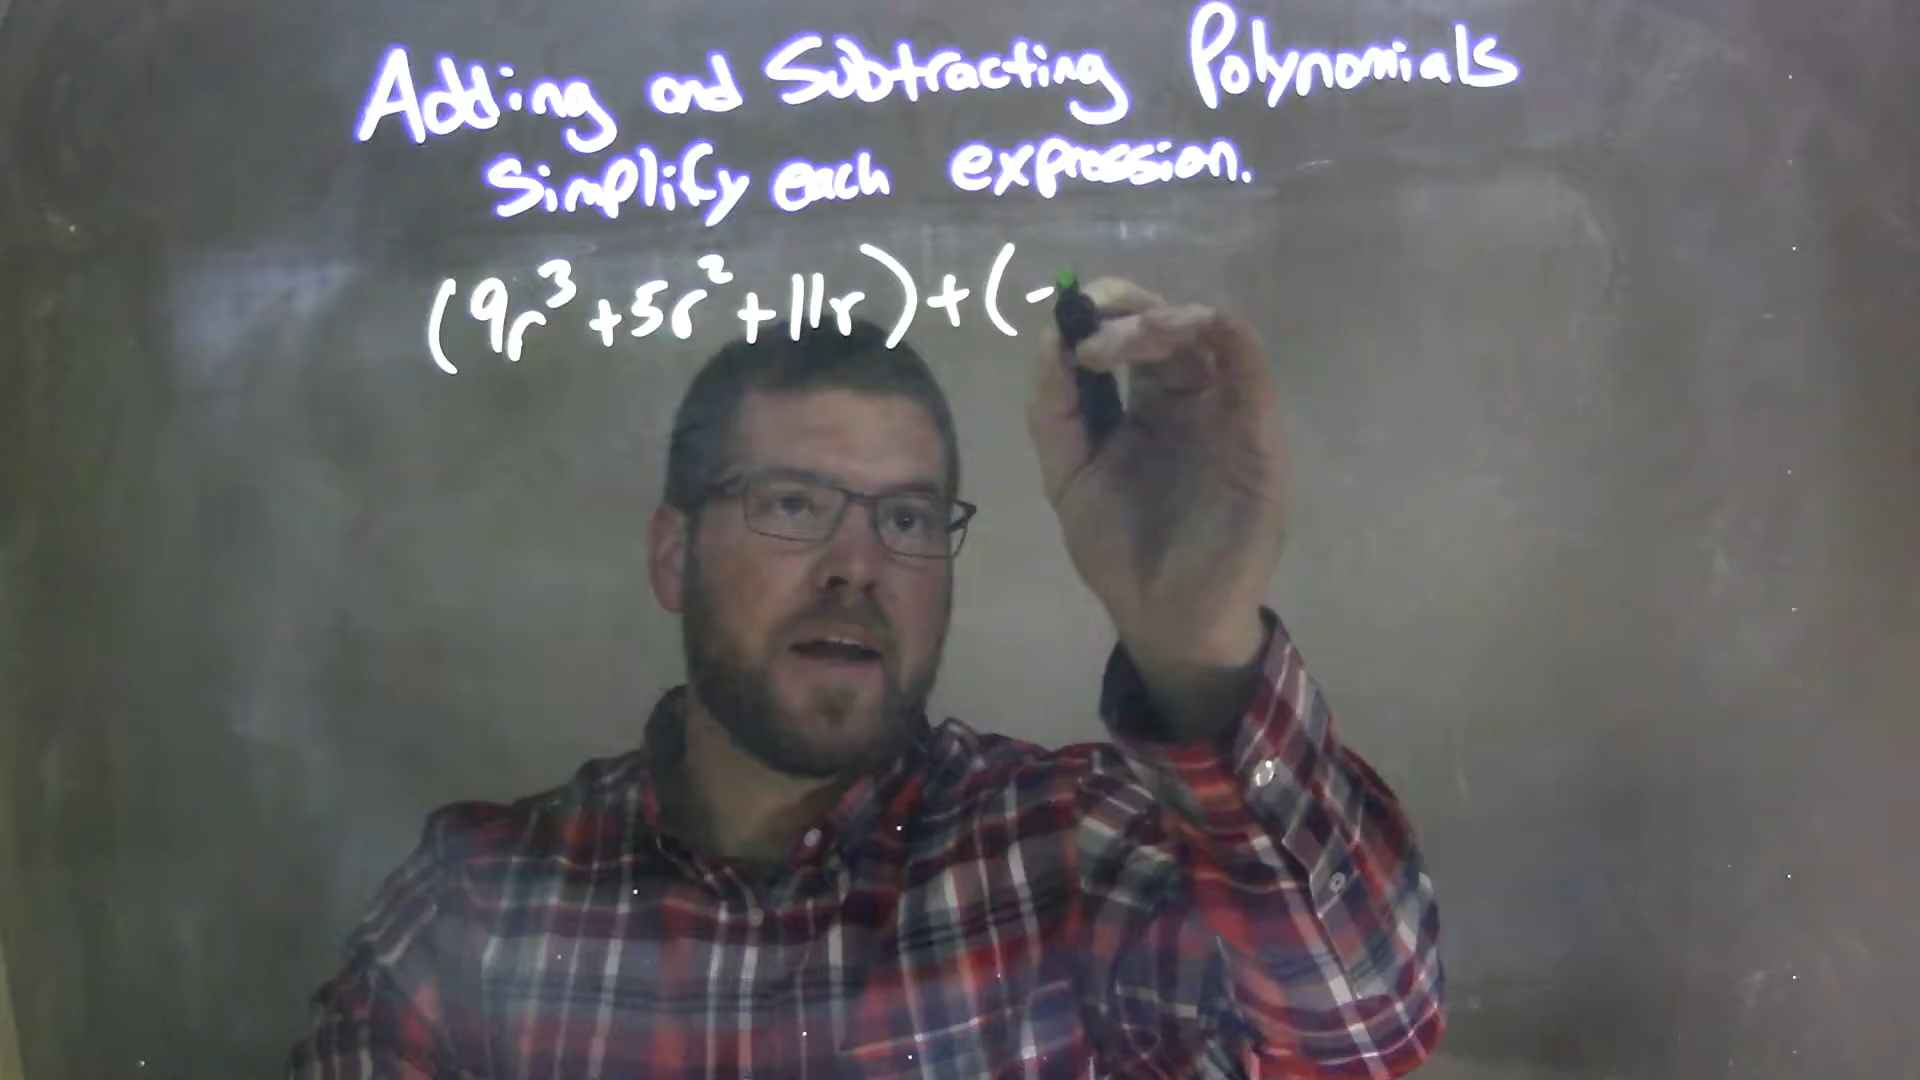 Adding and Subtracting Polynomials
Simplify each expression.
(9r³+5r²+11r)+(-